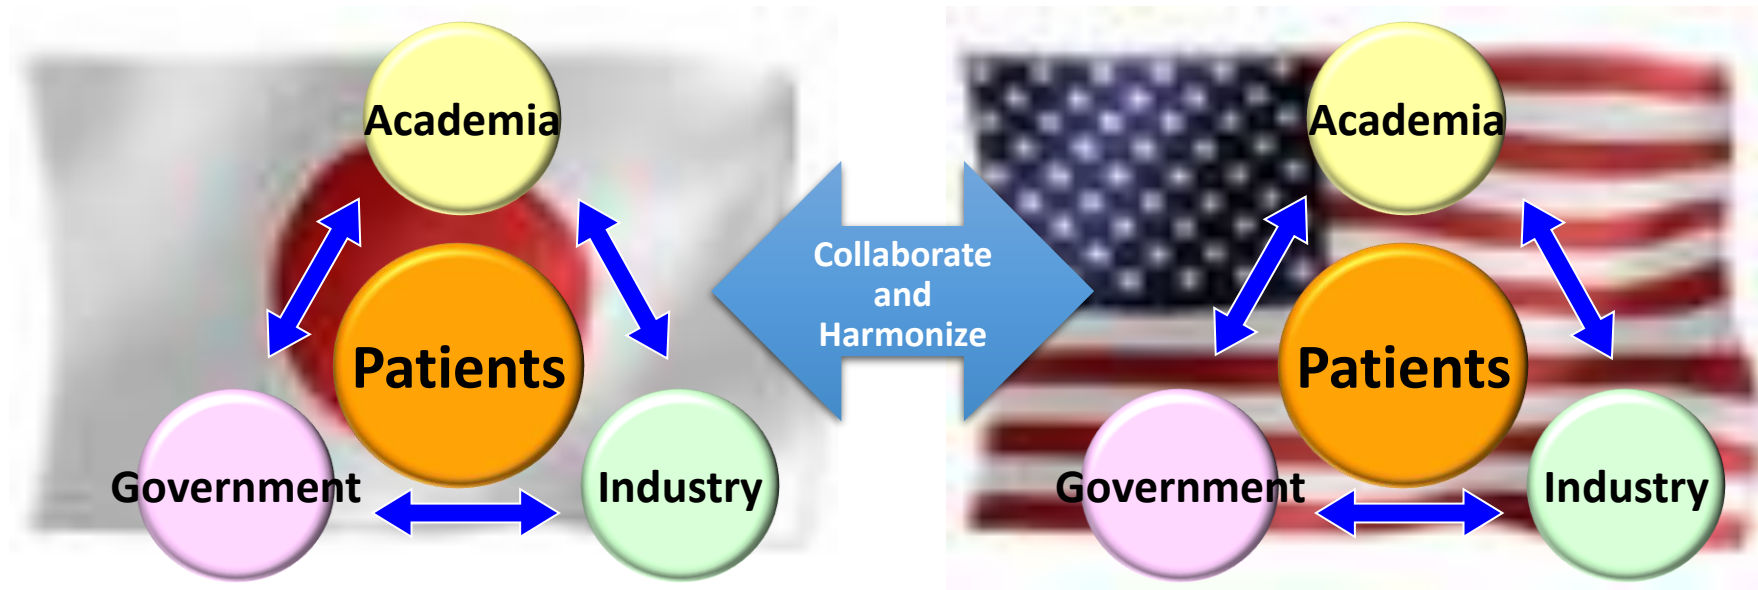 Academia
Patients
Government
Industry
Collaborate
and
Harmonize
Academia
Patients
Government
Industry